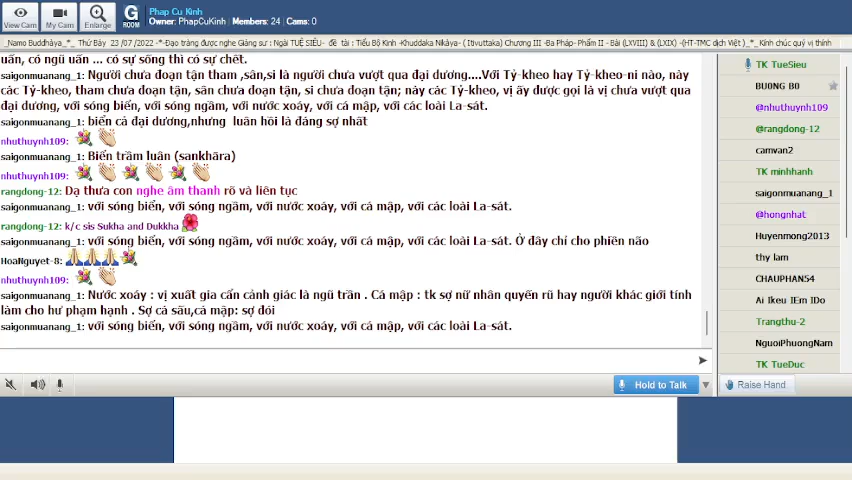 Phap Cu Kinh
Owner: PhapCuKinh | Members: 24 | Cams: 0
View Cam
My Cam
Enlarge
G
ROOM
_Namo Buddhāya_*_ Thứ Bảy 23 /07 /2022 -*-Đạo tràng được nghe Giảng sư : Ngài TUỆ SIÊU- đề tài : Tiểu Bộ Kinh -Khuddaka Nikāya- ( Itivuttaka) Chương III -Ba Pháp- Phẩm II - Bài (LXVIII) & (LXIX) -(HT-TMC dịch Việt ) _*_ Kính chúc quý vị thính
uẩn, có ngũ uẩn ... có sự sống thì có sự chết.
saigonmuanang_1: Người chưa đoạn tận tham ,sân,si là người chưa vượt qua đại dương....Với Tỷ-kheo hay Tỷ-kheo-ni nào, này
các Tỷ-kheo, tham chưa đoạn tận, sân chưa đoạn tận, si chưa đoạn tận; này các Tỷ-kheo, vị ấy được gọi là vị chưa vượt qua
đại dương, với sóng biển, với sóng ngầm, với nước xoáy, với cá mập, với các loài La-sát.
saigonmuanang_1: biển cả đại dương,nhưng luân hồi là đáng sợ nhất
nhuthuynh109:
saigonmuanang_1: Biển trầm luân (sankhāra)
nhuthuynh109:
rangdong-12: Dạ thưa con nghe âm thanh rõ và liên tục
saigonmuanang_1: với sóng biển, với sóng ngầm, với nước xoáy, với cá mập, với các loài La-sát.
rangdong-12: k/c sis Sukha and Dukkha
saigonmuanang_1: với sóng biển, với sóng ngầm, với nước xoáy, với cá mập, với các loài La-sát. Ở đây chỉ cho phiền não
HoaNguyet-8:
nhuthuynh109:
saigonmuanang_1: Nước xoáy : vị xuất gia cẩn cảnh giác là ngũ trần . Cá mập : tk sợ nữ nhân quyến rũ hay người khác giới tính
làm cho hư phạm hạnh . Sợ cá sấu,cá mập: sợ đói
saigonmuanang_1: với sóng biển, với sóng ngầm, với nước xoáy, với cá mập, với các loài La-sát.
Hold to Talk
TK TueSieu
BUONG BO
@nhuthuynh109
@rangdong-12
camvan2
TK minhhanh
saigonmuanang_1
@hongnhat
Huyenmong2013
thy lam
CHAUPHAN54
Ai Ikeu IEm IDo
Trangthu-2
NguoiPhuongNam
TK TueDuc
Raise Hand